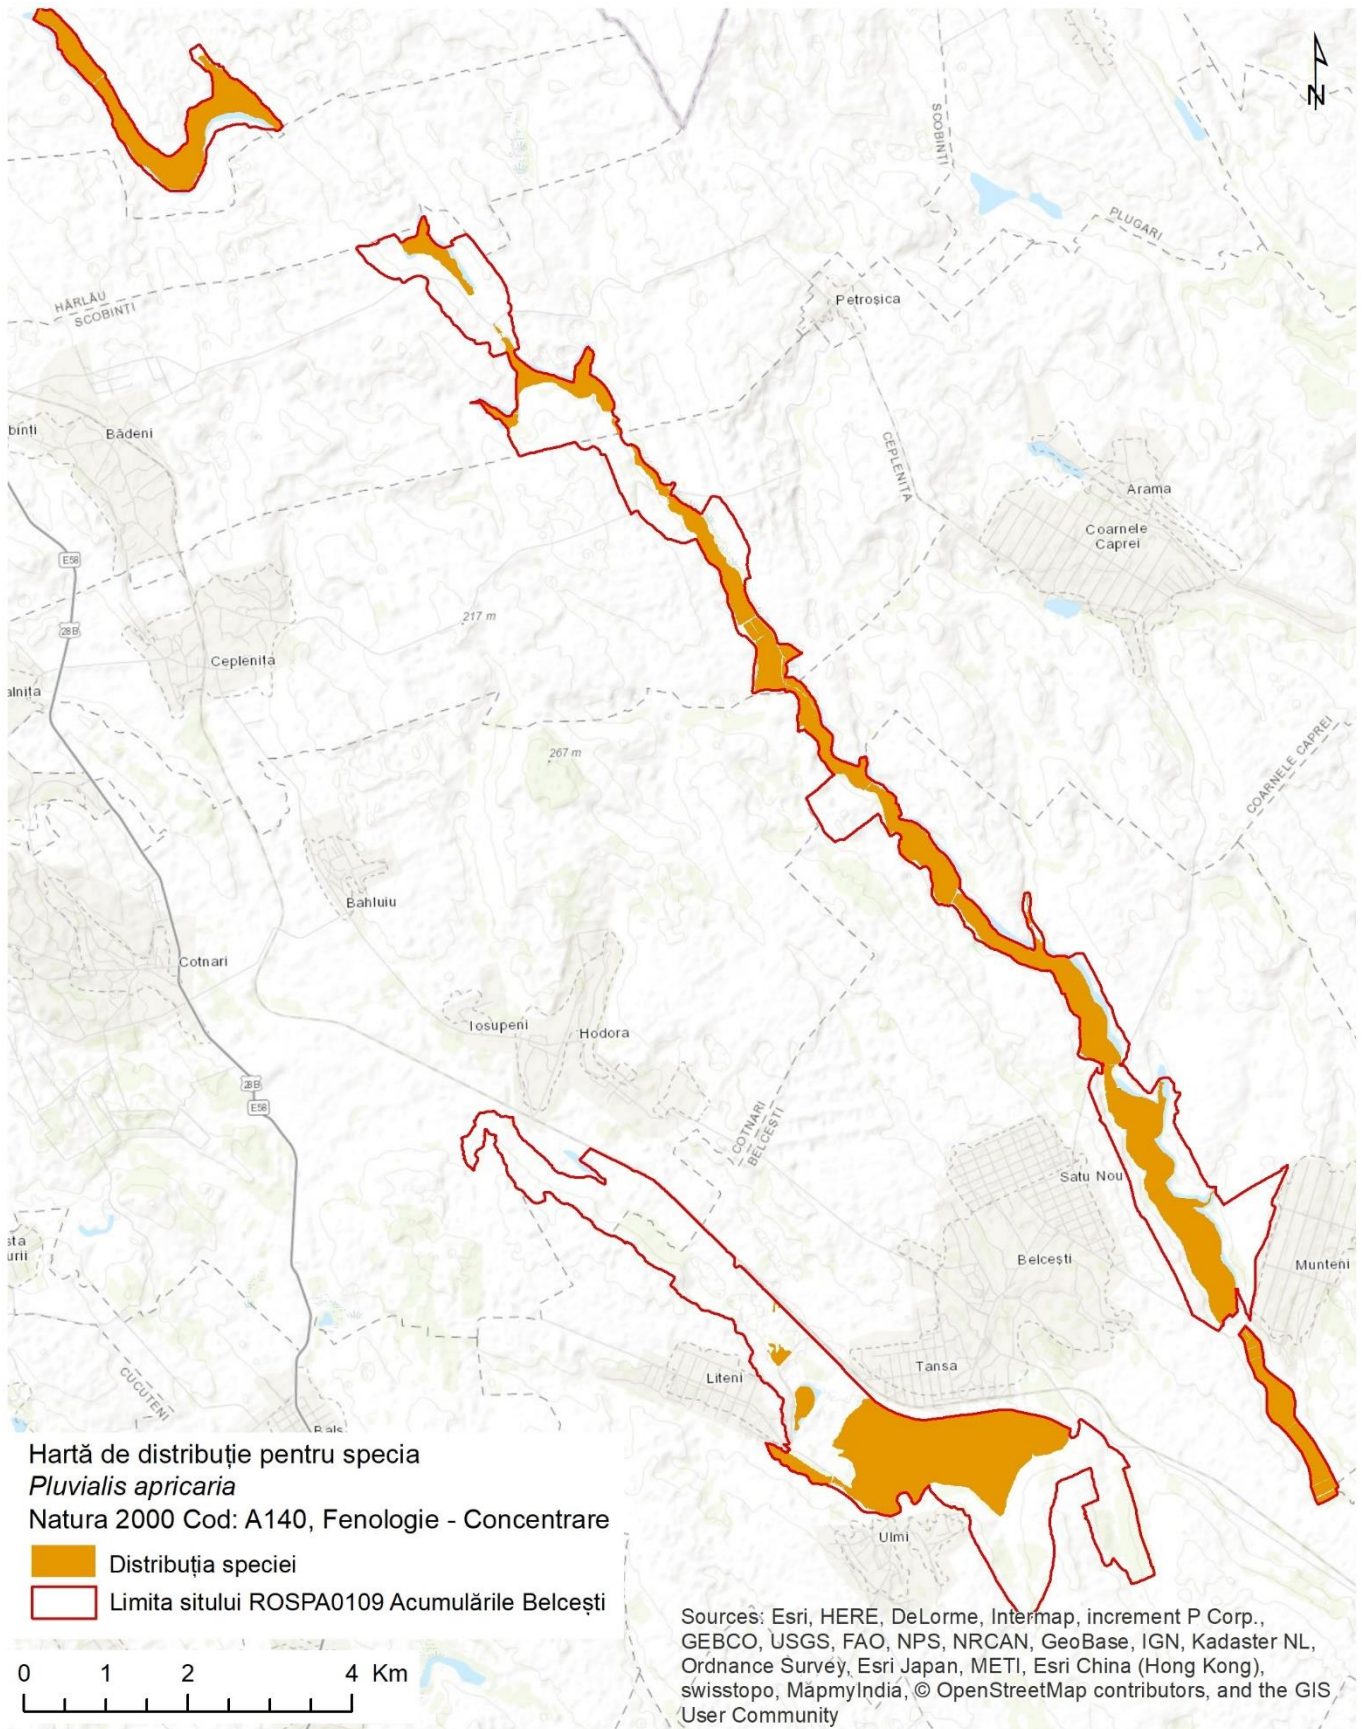 N
SCOBINȚI
PLUGARI
HÂRLĂU
SCOBINȚI
Petroșica
binți
Bădeni
CEPLENIȚA
Arama
Coarnele
Caprei
E58
28B
217 m
Ceplenița
alnița
267 m
COARNELE CAPREI
Bahluiu
Cotnari
Iosupeni
Hodora
28B
E58
COTNARI
BELCEȘTI
Satu Nou
sta
urii
Belcești
Munteni
Tansa
Liteni
CUCUTENI
Bals
Ulmi
Hartă de distribuție pentru specia
Pluvialis apricaria
Natura 2000 Cod: A140, Fenologie - Concentrare
Distribuția speciei
Limita sitului ROSPA0109 Acumulările Belcești
0 1 2 4 Km
Sources: Esri, HERE, DeLorme, Intermap, increment P Corp.,
GEBCO, USGS, FAO, NPS, NRCAN, GeoBase, IGN, Kadaster NL,
Ordnance Survey, Esri Japan, METI, Esri China (Hong Kong),
swisstopo, MapmyIndia, © OpenStreetMap contributors, and the GIS
User Community